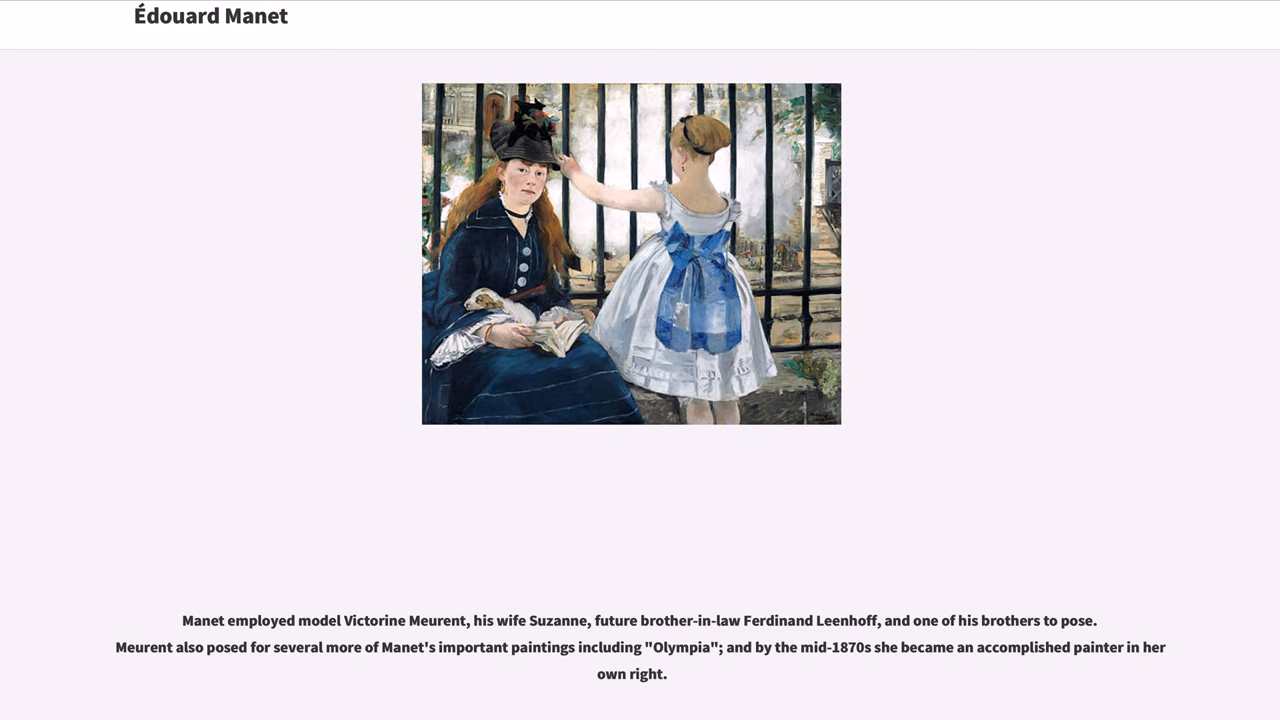 Édouard Manet
Manet employed model Victorine Meurent, his wife Suzanne, future brother-in-law Ferdinand Leenhoff, and one of his brothers to pose.
Meurent also posed for several more of Manet's important paintings including "Olympia"; and by the mid-1870s she became an accomplished painter in her
own right.